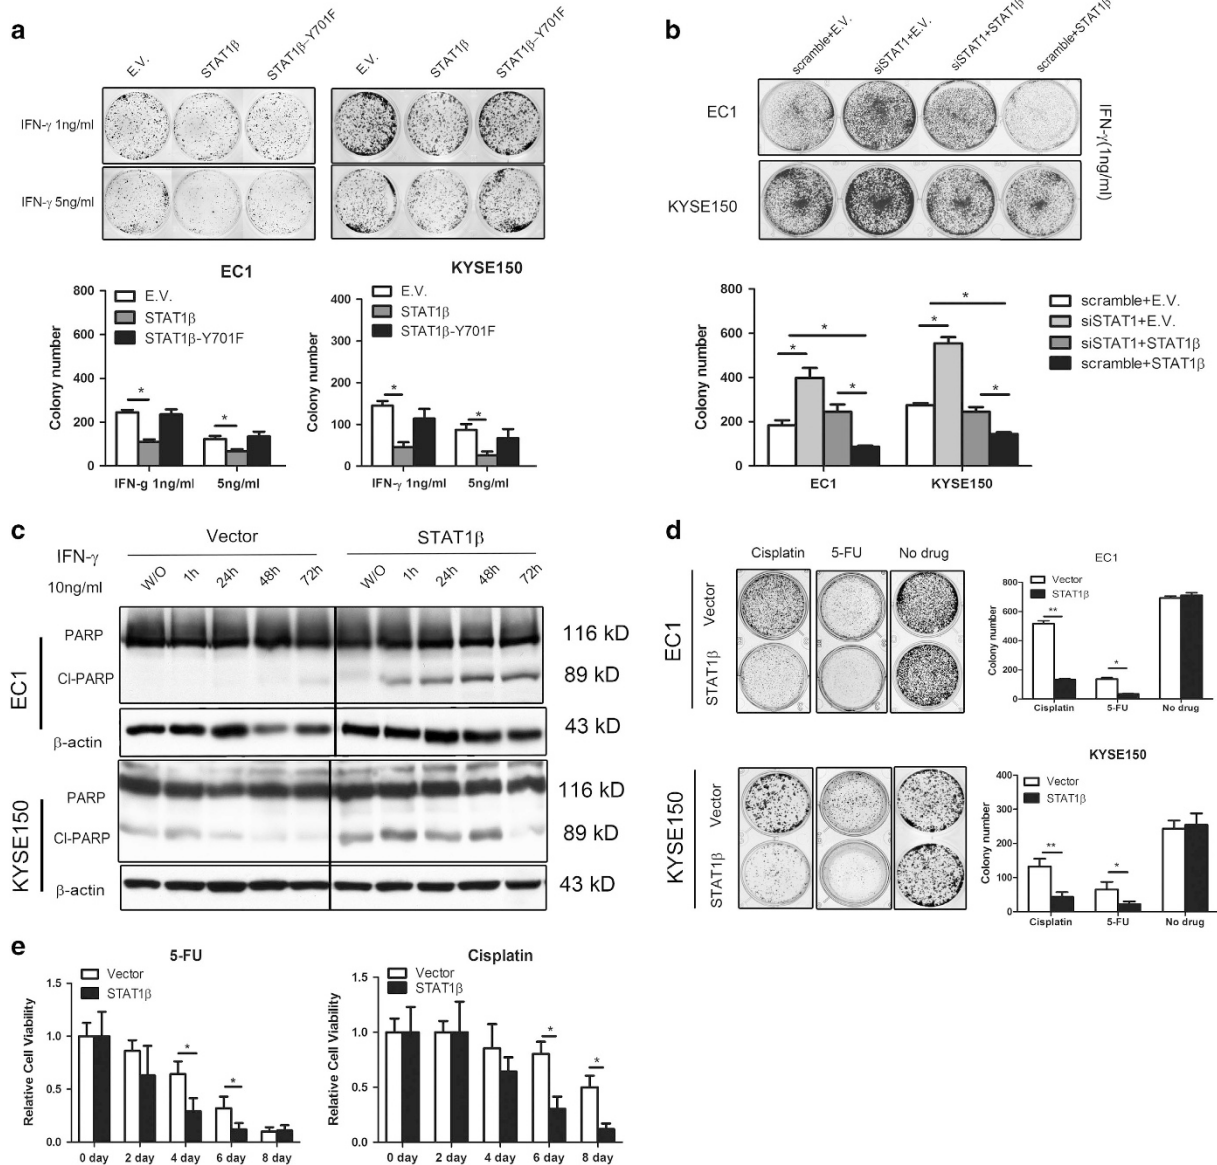 a
E.V.
STAT1β
STAT1β-Y701F
E.V.
STAT1β
STAT1β-Y701F
IFN-γ 1ng/ml
IFN-γ 5ng/ml
EC1
Colony number
800
600
400
200
0
E.V.
STAT1β
STAT1β-Y701F
*
*
IFN-g 1ng/ml
5ng/ml
KYSE150
Colony number
400
300
200
100
0
E.V.
STAT1β
STAT1β-Y701F
*
*
IFN-γ 1ng/ml
5ng/ml
b
scramble+E.V.
siSTAT1+E.V.
siSTAT1+STAT1β
scramble+STAT1β
EC1
KYSE150
IFN-γ(1ng/ml)
Colony number
800
600
400
200
0
*
*
*
*
*
*
EC1
KYSE150
scramble+E.V.
siSTAT1+E.V.
siSTAT1+STAT1β
scramble+STAT1β
c
Vector
STAT1β
IFN-γ
10ng/ml
W/O
1h
24h
48h
72h
W/O
1h
24h
48h
72h
EC1
PARP
116 kD
Cl-PARP
89 kD
β-actin
43 kD
KYSE150
PARP
116 kD
Cl-PARP
89 kD
β-actin
43 kD
d
Cisplatin
5-FU
No drug
EC1
Vector
STAT1β
EC1
Colony number
800
600
400
200
0
Vector
STAT1β
**
*
Cisplatin
5-FU
No drug
KYSE150
Vector
STAT1β
KYSE150
Colony number
400
300
200
100
0
Vector
STAT1β
**
*
Cisplatin
5-FU
No drug
e
5-FU
Relative Cell Viability
1.5
1.0
0.5
0.0
Vector
STAT1β
*
*
0 day
2 day
4 day
6 day
8 day
Cisplatin
Relative Cell Viability
1.5
1.0
0.5
0.0
Vector
STAT1β
*
*
0 day
2 day
4 day
6 day
8 day